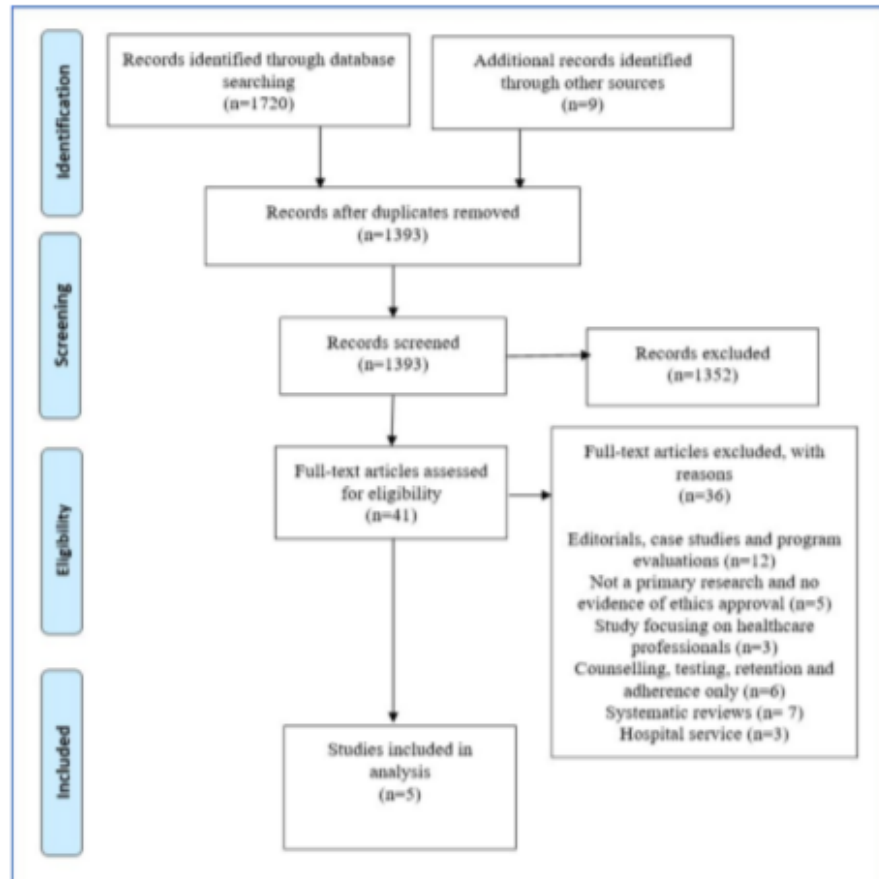 Identification
Records identified through database
searching
(n=1720)
Additional records identified
through other sources
(n=9)
Records after duplicates removed
(n=1393)
Screening
Records screened
(n=1393)
Records excluded
(n=1352)
Eligibility
Full-text articles assessed
for eligibility
(n=41)
Full-text articles excluded, with
reasons
(n=36)
Editorials, case studies and program
evaluations (n=12)
Not a primary research and no
evidence of ethics approval (n=5)
Study focusing on healthcare
professionals (n=3)
Counselling, testing, retention and
adherence only (n=6)
Systematic reviews (n= 7)
Hospital service (n=3)
Included
Studies included in
analysis
(n=5)